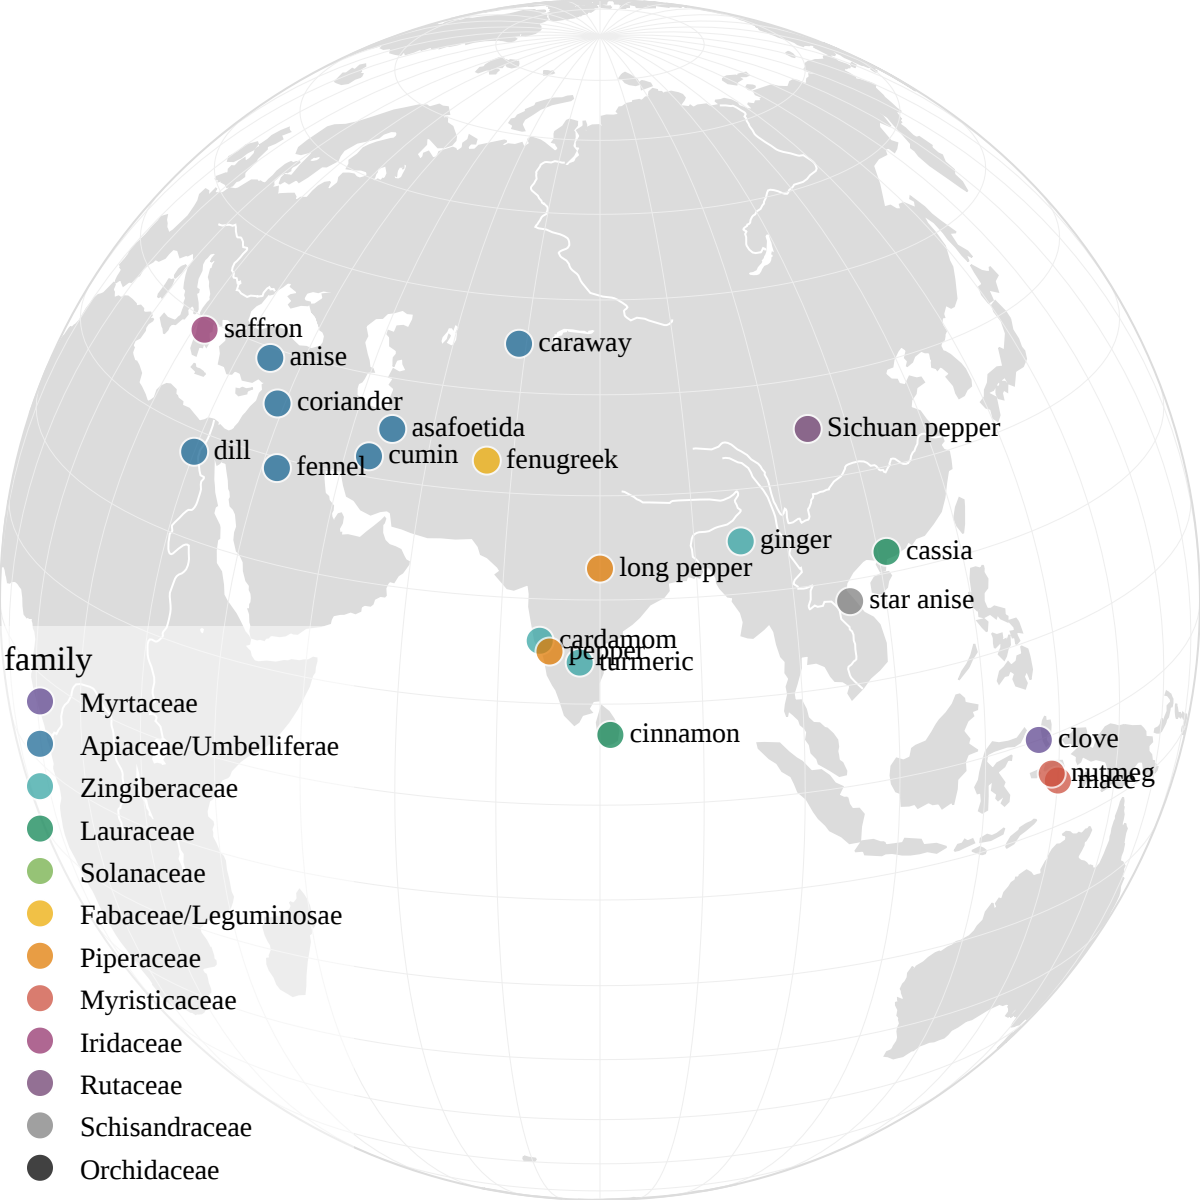 saffron
caraway
anise
coriander
asafoetida
Sichuan pepper
dill
cumin
fenugreek
fennel
ginger
cassia
long pepper
star anise
cardamom
pepper
turmeric
cinnamon
clove
nutmeg
mace
family
Myrtaceae
Apiaceae/Umbelliferae
Zingiberaceae
Lauraceae
Solanaceae
Fabaceae/Leguminosae
Piperaceae
Myristicaceae
Iridaceae
Rutaceae
Schisandraceae
Orchidaceae